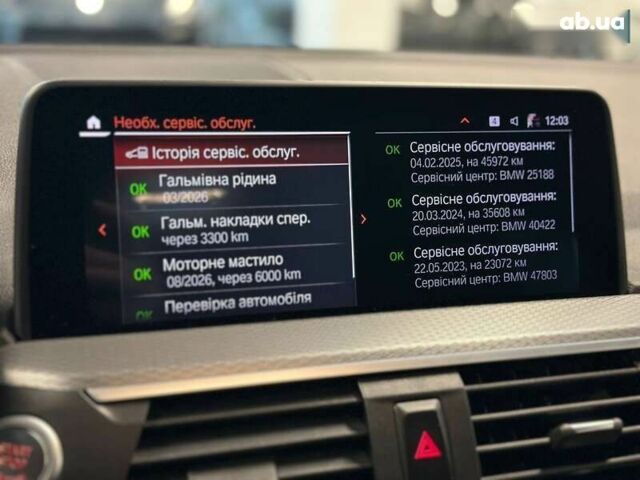 ab.ua
Необх. сервіс. обслуг.
4
12:03
Історія сервіс. обслуг.
OK Гальмівна рідина
03/2026
OK Гальм. накладки спер.
через 3300 km
OK Моторне мастило
08/2026, через 6000 km
OK Перевірка автомобіля
OK Сервісне обслуговування:
04.02.2025, на 45972 км
Сервісний центр: BMW 25188
OK Сервісне обслуговування:
20.03.2024, на 35608 км
Сервісний центр: BMW 40422
OK Сервісне обслуговування:
22.05.2023, на 23072 км
Сервісний центр: BMW 47803
START
STOP